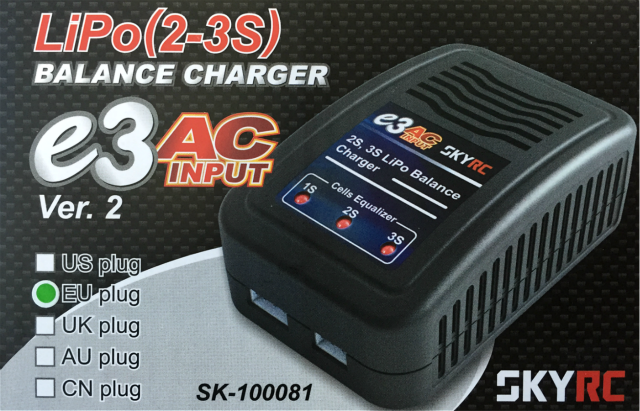 LiPo(2-3S)
BALANCE CHARGER
e3 AC
INPUT
Ver. 2
US plug
EU plug
UK plug
AU plug
CN plug
SK-100081
e3 AC INPUT SKYRC
2S, 3S LiPo Balance
Charger
Cells Equalizer
1S
2S
3S
SKYRC